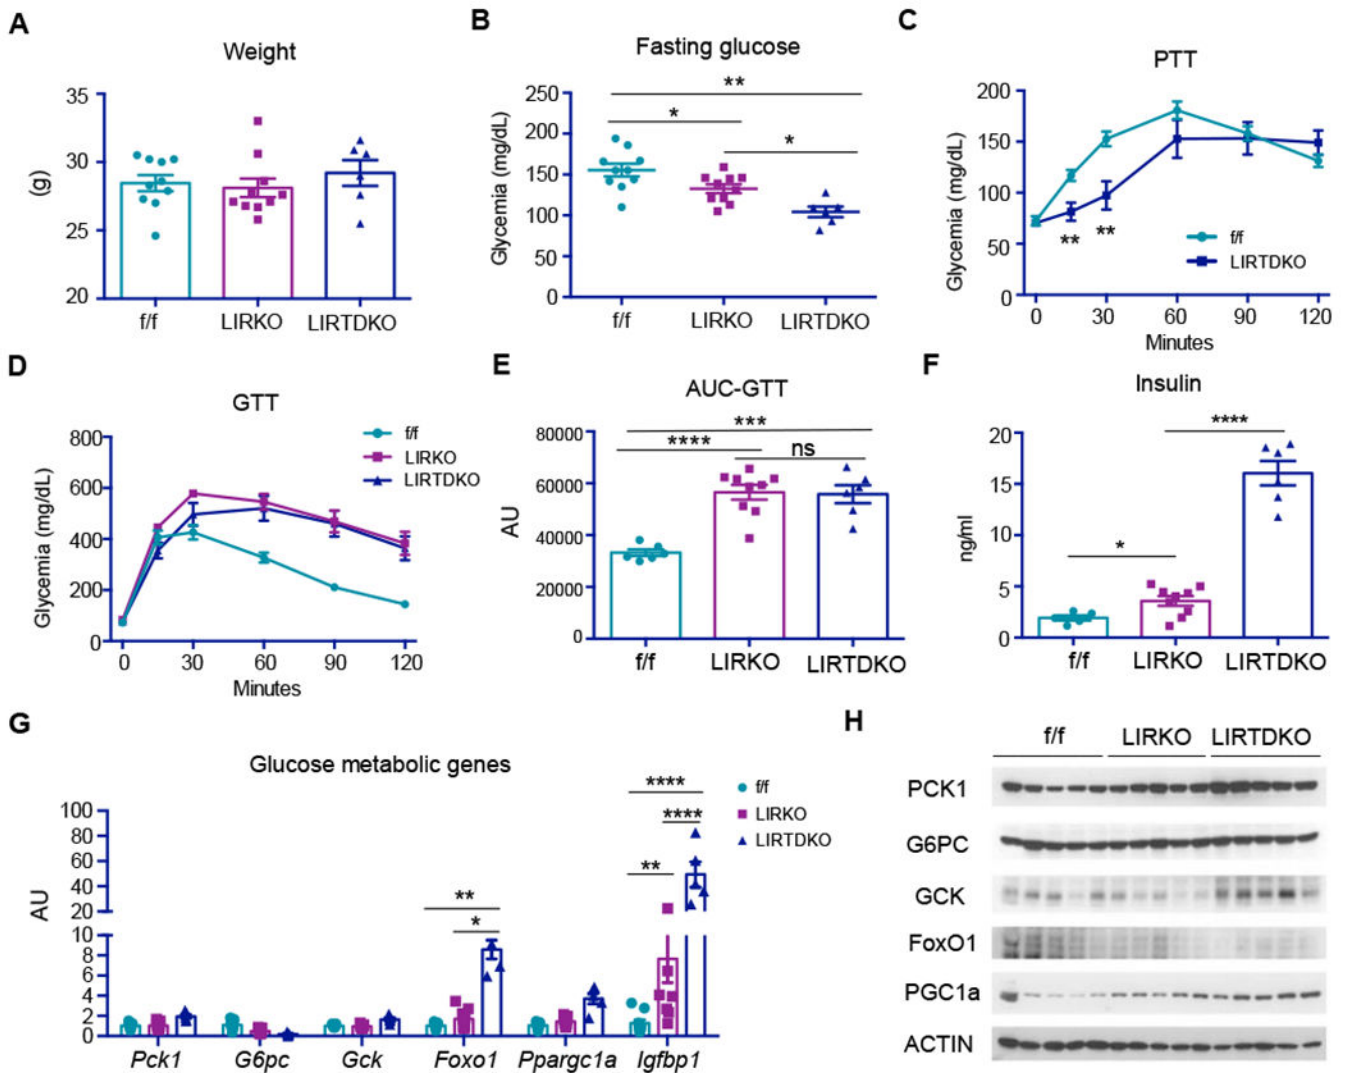 A
Weight
(g)
35
30
25
20
f/f
LIRKO
LIRTDKO
B
Fasting glucose
Glycemia (mg/dL)
250
200
150
100
50
0
**
*
*
f/f
LIRKO
LIRTDKO
C
PTT
Glycemia (mg/dL)
200
150
100
50
0
**
**
f/f
LIRTDKO
0 30 60 90 120
Minutes
D
GTT
Glycemia (mg/dL)
800
600
400
200
0
f/f
LIRKO
LIRTDKO
0 30 60 90 120
Minutes
E
AUC-GTT
AU
80000
60000
40000
20000
0
***
****
ns
f/f
LIRKO
LIRTDKO
F
Insulin
ng/ml
20
15
10
5
0
****
*
f/f
LIRKO
LIRTDKO
G
Glucose metabolic genes
AU
100
80
60
40
20
10
8
6
4
2
0
**
*
****
****
**
f/f
LIRKO
LIRTDKO
Pck1 G6pc Gck Foxo1 Ppargc1a Igfbp1
H
f/f LIRKO LIRTDKO
PCK1
G6PC
GCK
FoxO1
PGC1a
ACTIN